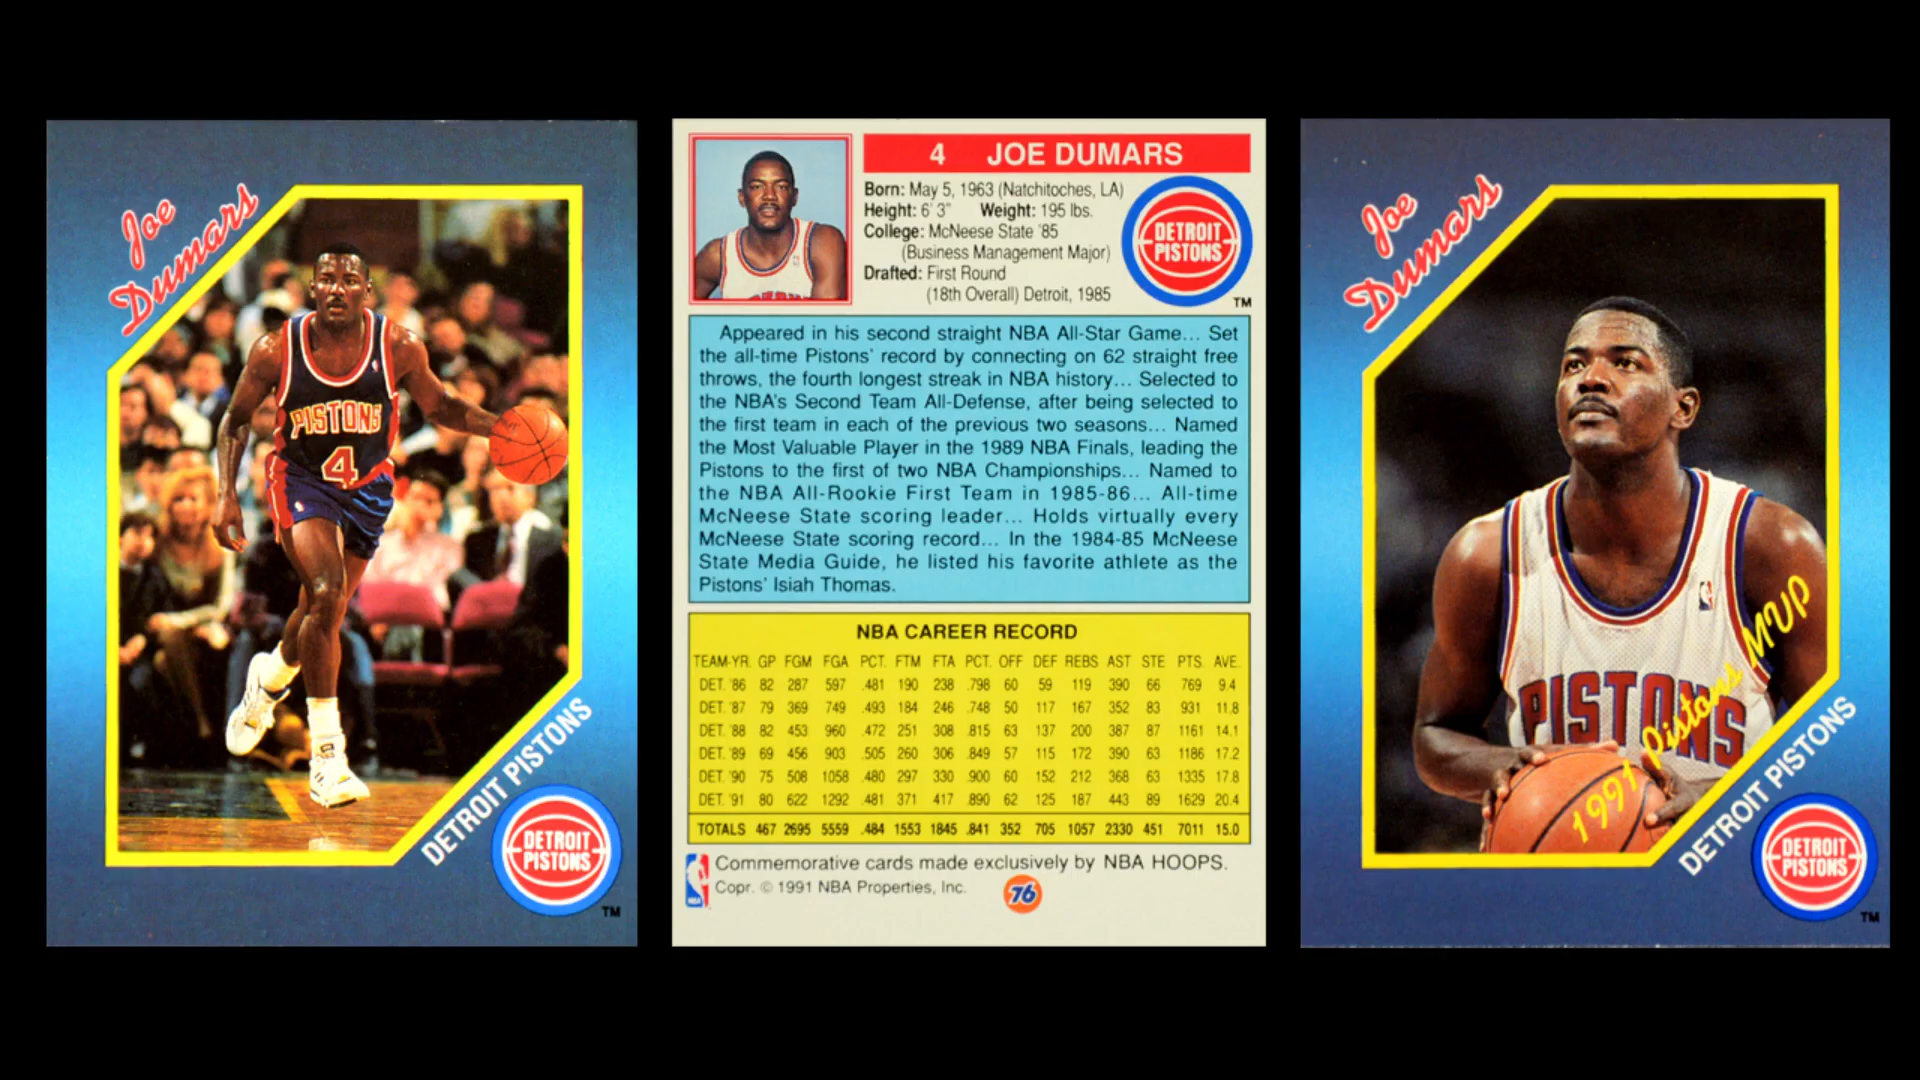 Joe
Dumars
PISTONS
4
DETROIT PISTONS
DETROIT
PISTONS
TM
4 JOE DUMARS
Born: May 5, 1963 (Natchitoches, LA)
Height: 6' 3" Weight: 195 lbs.
College: McNeese State '85
(Business Management Major)
Drafted: First Round
(18th Overall) Detroit, 1985
DETROIT
PISTONS
TM
Appeared in his second straight NBA All-Star Game... Set
the all-time Pistons' record by connecting on 62 straight free
throws, the fourth longest streak in NBA history... Selected to
the NBA's Second Team All-Defense, after being selected to
the first team in each of the previous two seasons... Named
the Most Valuable Player in the 1989 NBA Finals, leading the
Pistons to the first of two NBA Championships... Named to
the NBA All-Rookie First Team in 1985-86... All-time
McNeese State scoring leader... Holds virtually every
McNeese State scoring record... In the 1984-85 McNeese
State Media Guide, he listed his favorite athlete as the
Pistons' Isiah Thomas.
NBA CAREER RECORD
TEAM-YR. GP FGM FGA PCT. FTM FTA PCT. OFF DEF REBS AST STE PTS. AVE.
DET. '86 82 287 597 .481 190 238 .798 60 59 119 390 66 769 9.4
DET. '87 79 369 749 .493 184 246 .748 50 117 167 352 83 931 11.8
DET. '88 82 453 960 .472 251 308 .815 63 137 200 387 87 1161 14.1
DET. '89 69 456 903 .505 260 306 .849 57 115 172 390 63 1186 17.2
DET. '90 75 508 1058 .480 297 330 .900 60 152 212 368 63 1335 17.8
DET. '91 80 622 1292 .481 371 417 .890 62 125 187 443 89 1629 20.4
TOTALS 467 2695 5559 .484 1553 1845 .841 352 705 1057 2330 451 7011 15.0
Commemorative cards made exclusively by NBA HOOPS.
Copr. © 1991 NBA Properties, Inc.
NBA
76
Joe
Dumars
PISTONS
1991 Pistons MVP
DETROIT PISTONS
DETROIT
PISTONS
TM